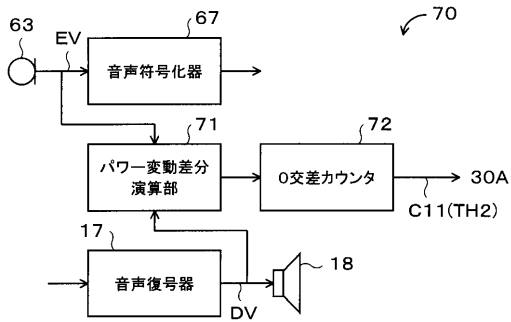 70
63
EV
67
音声符号化器
71
パワー変動差分
演算部
72
0交差カウンタ
30A
C11(TH2)
17
音声復号器
DV
18